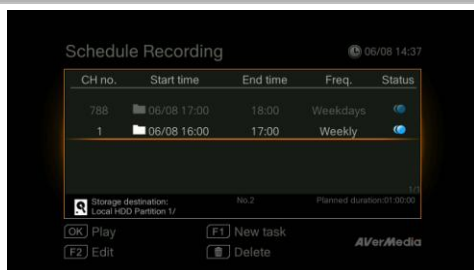 Schedule Recording 06/08 14:37
CH no. Start time End time Freq. Status
788 06/08 17:00 18:00 Weekdays
1 06/08 16:00 17:00 Weekly
1/1
Storage destination: No.2 Planned duration:01:00:00
Local HDD Partition 1/
OK Play F1 New task
F2 Edit Delete
AVerMedia